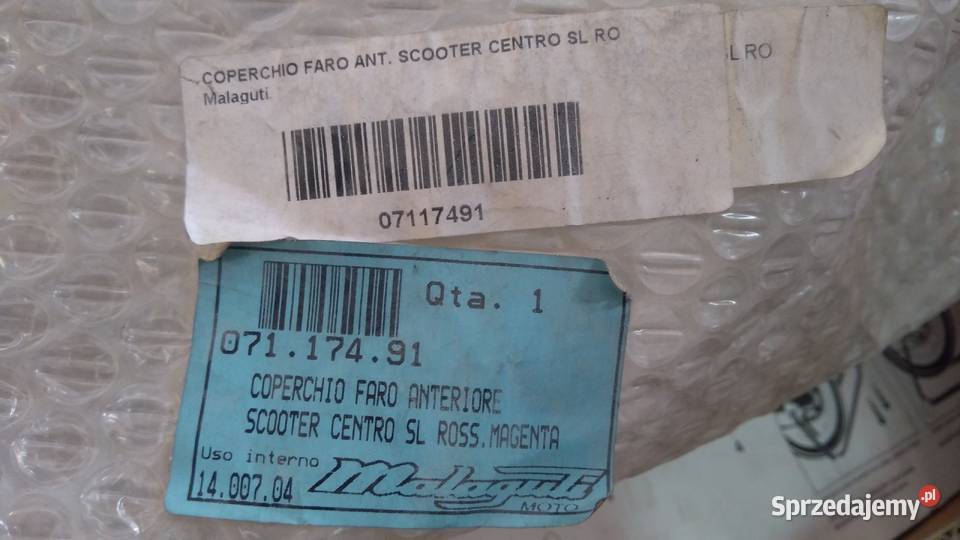 COPERCHIO FARO ANT. SCOOTER CENTRO SL RO
SL RO
Malaguti
07117491
Qta. 1
071.174.91
COPERCHIO FARO ANTERIORE
SCOOTER CENTRO SL ROSS.MAGENTA
Uso interno
14.007.04
Malaguti
MOTO
Sprzedajemy.pl